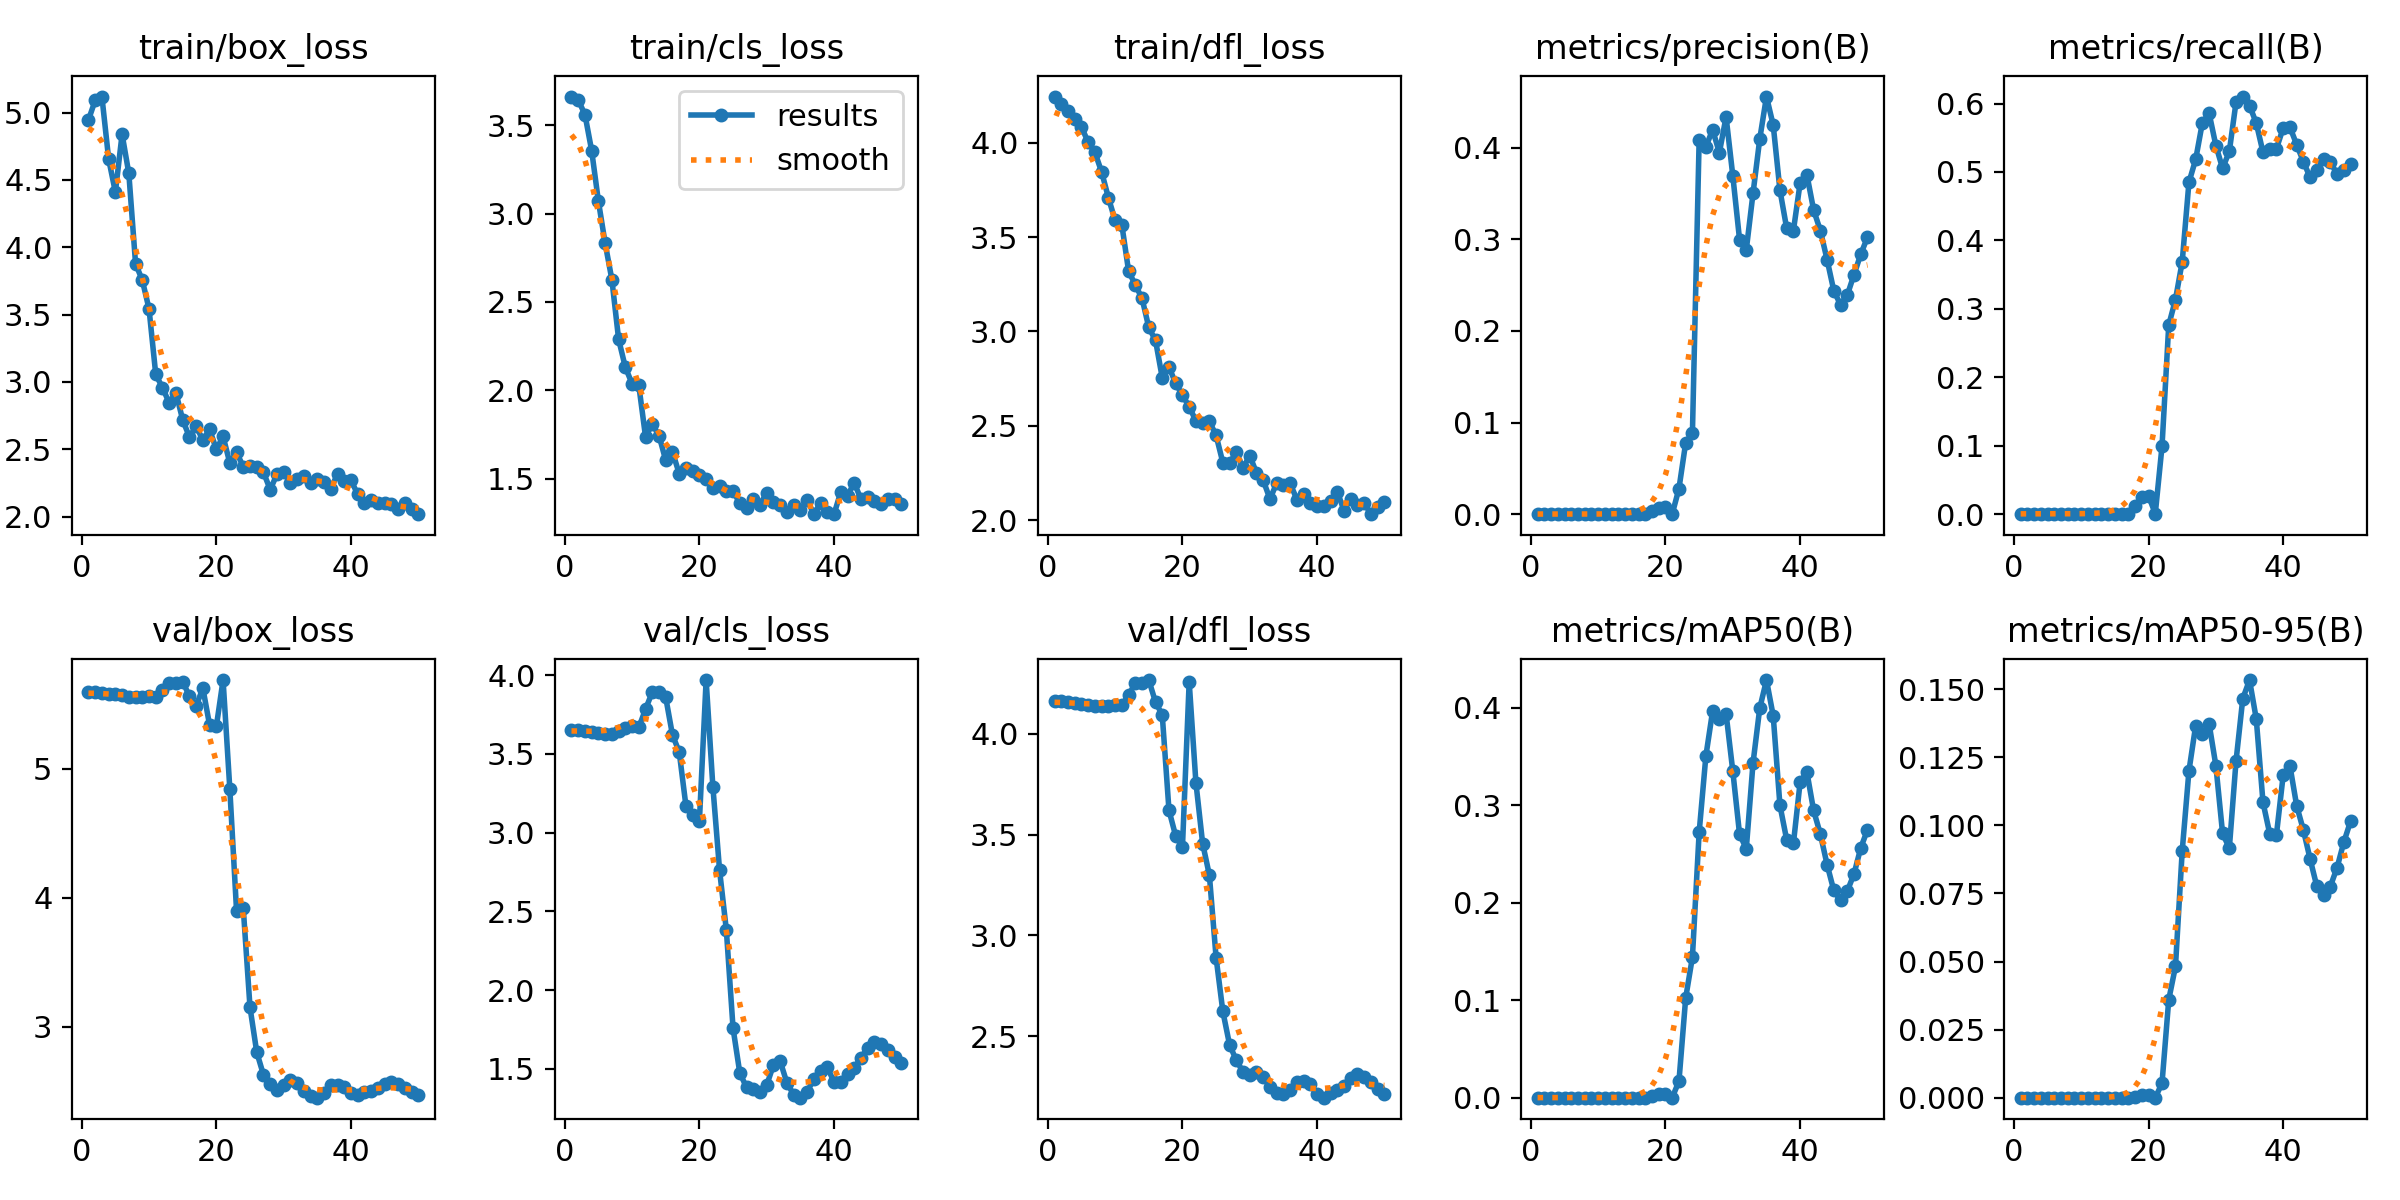 train/box_loss
5.0
4.5
4.0
3.5
3.0
2.5
2.0
0 20 40
train/cls_loss
results
smooth
3.5
3.0
2.5
2.0
1.5
0 20 40
train/dfl_loss
4.0
3.5
3.0
2.5
2.0
0 20 40
metrics/precision(B)
0.4
0.3
0.2
0.1
0.0
0 20 40
metrics/recall(B)
0.6
0.5
0.4
0.3
0.2
0.1
0.0
0 20 40
val/box_loss
5
4
3
0 20 40
val/cls_loss
4.0
3.5
3.0
2.5
2.0
1.5
0 20 40
val/dfl_loss
4.0
3.5
3.0
2.5
0 20 40
metrics/mAP50(B)
0.4
0.3
0.2
0.1
0.0
0 20 40
metrics/mAP50-95(B)
0.150
0.125
0.100
0.075
0.050
0.025
0.000
0 20 40